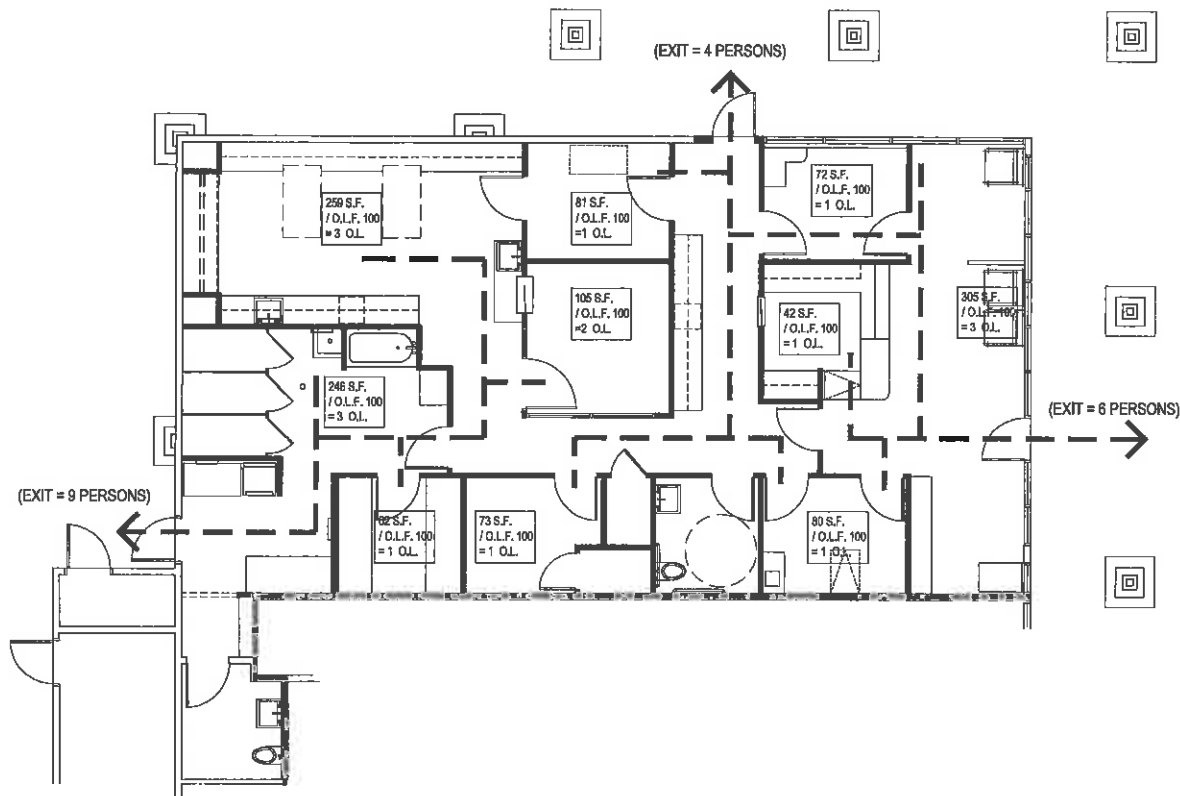 (EXIT = 4 PERSONS)
259 S.F.
/ O.L.F. 100
= 3 O.L.
81 S.F.
/ O.L.F. 100
=1 O.L.
72 S.F.
/ O.L.F. 100
= 1 O.L.
105 S.F.
/ O.L.F. 100
=2 O.L.
42 S.F.
/ O.L.F. 100
= 1 O.L.
305 S.F.
/ O.L.F. 100
= 3 O.L.
246 S.F.
/ O.L.F. 100
= 3 O.L.
(EXIT = 6 PERSONS)
(EXIT = 9 PERSONS)
S.F.
/ O.L.F. 100
= 1 O.L.
73 S.F.
/ O.L.F. 100
= 1 O.L.
80 S.F.
/ O.L.F. 100
= 1 O.L.